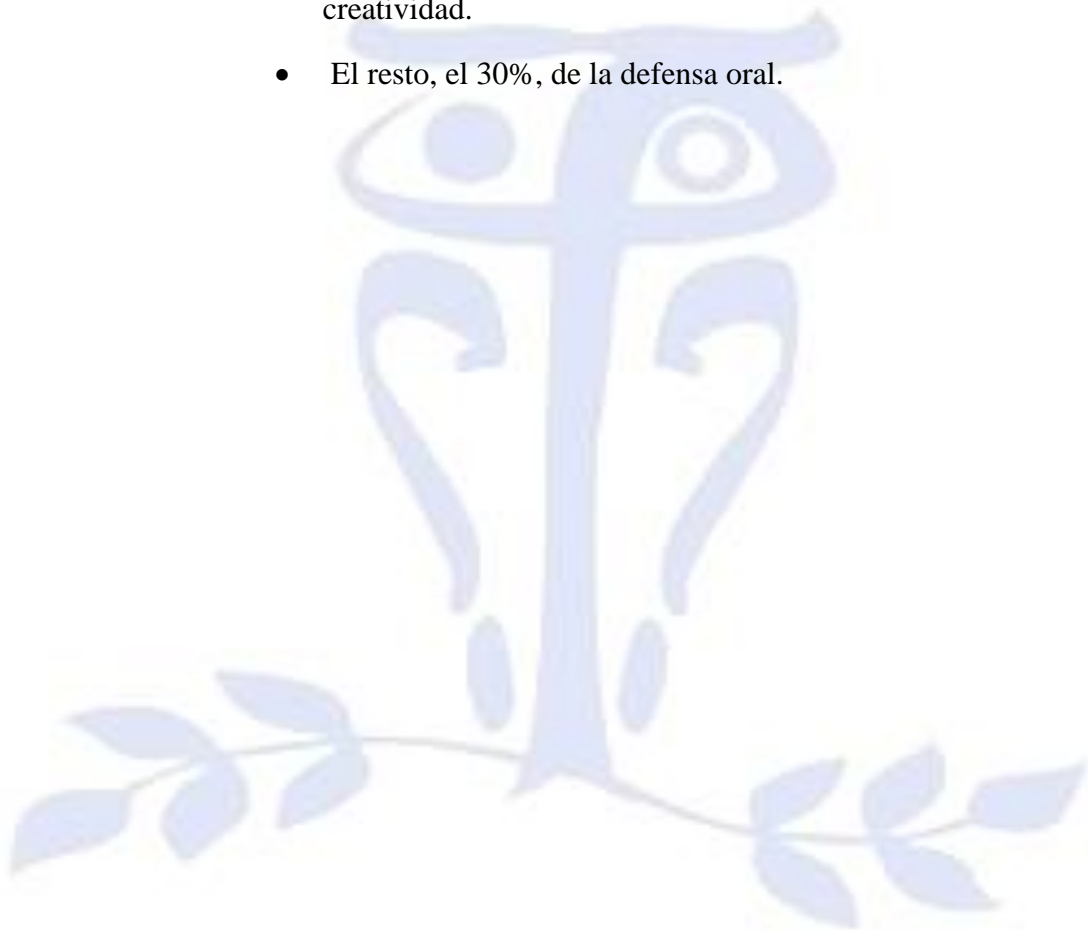 creatividad.
• El resto, el 30%, de la defensa oral.